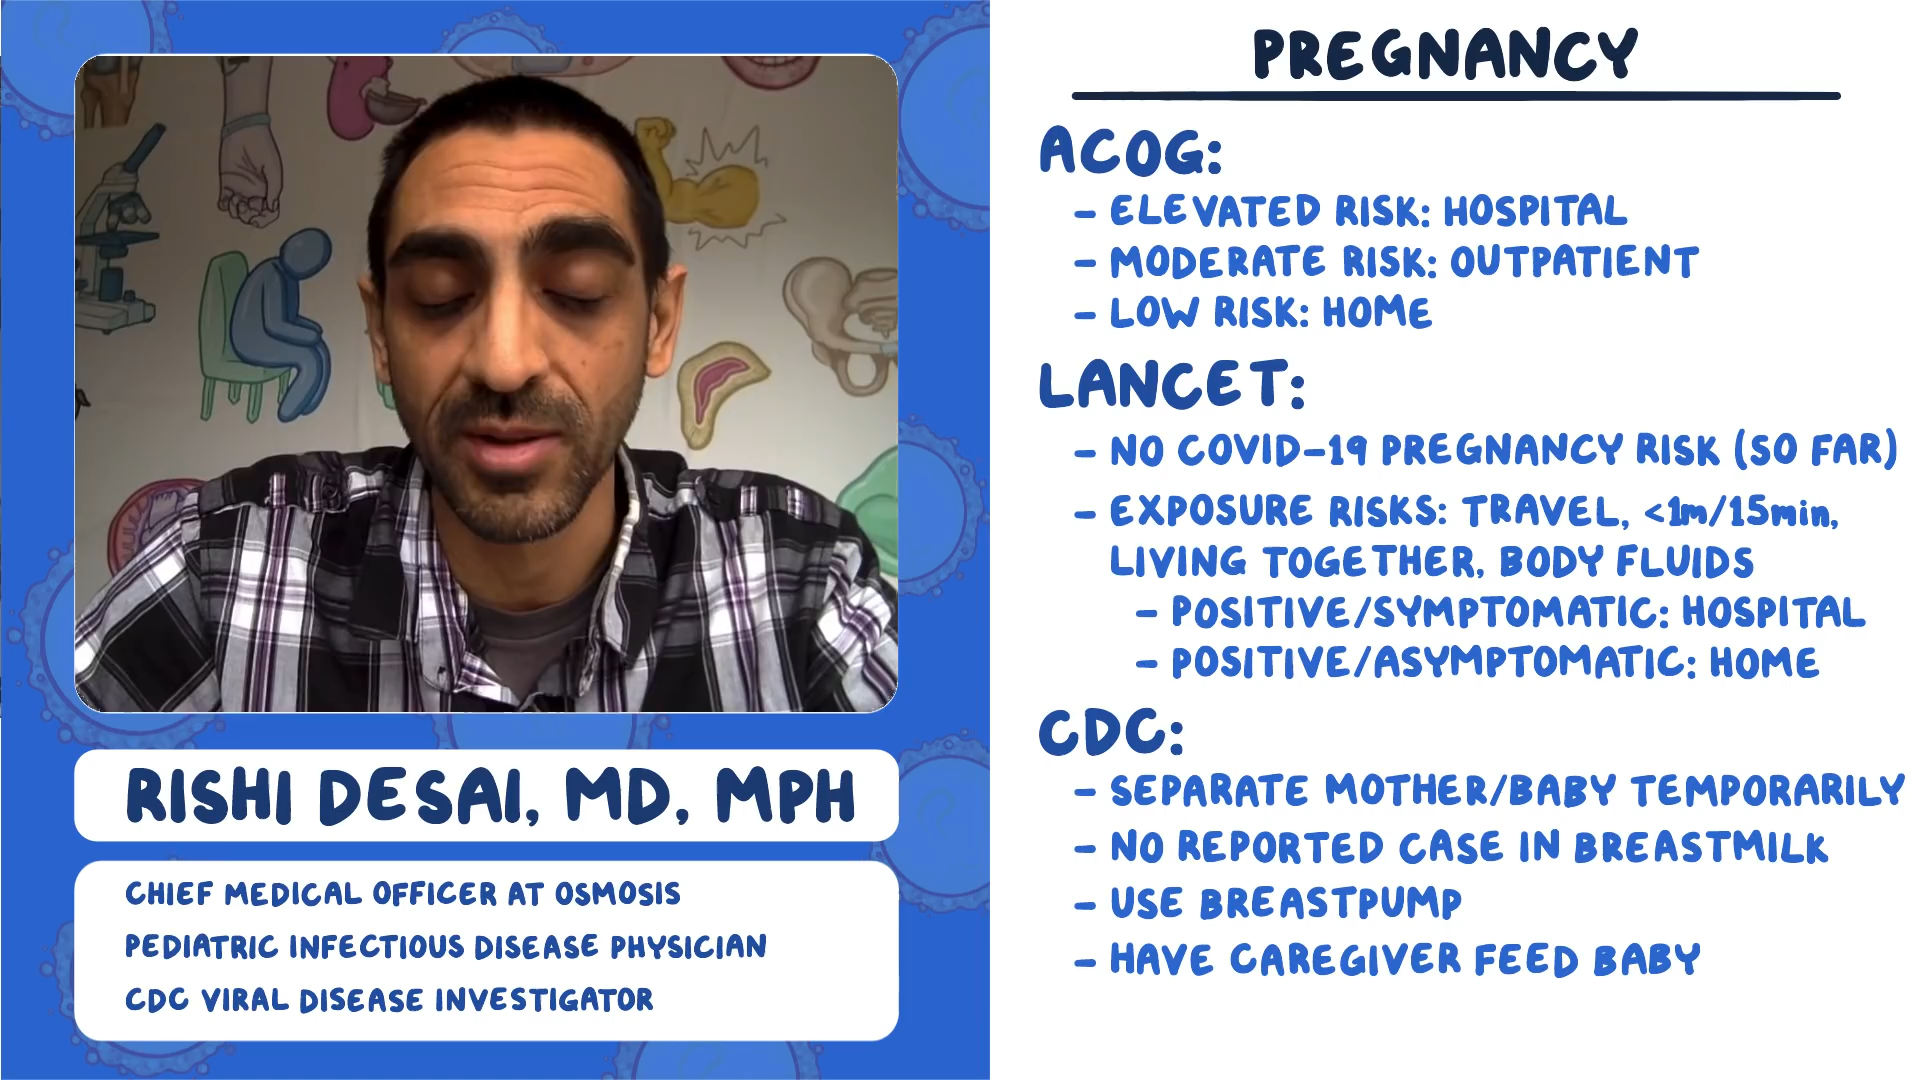 RISHI DESAI, MD, MPH
CHIEF MEDICAL OFFICER AT OSMOSIS
PEDIATRIC INFECTIOUS DISEASE PHYSICIAN
CDC VIRAL DISEASE INVESTIGATOR
PREGNANCY
ACOG:
- ELEVATED RISK: HOSPITAL
- MODERATE RISK: OUTPATIENT
- LOW RISK: HOME
LANCET:
- NO COVID-19 PREGNANCY RISK (SO FAR)
- EXPOSURE RISKS: TRAVEL, <1m/15min,
LIVING TOGETHER, BODY FLUIDS
- POSITIVE/SYMPTOMATIC: HOSPITAL
- POSITIVE/ASYMPTOMATIC: HOME
CDC:
- SEPARATE MOTHER/BABY TEMPORARILY
- NO REPORTED CASE IN BREASTMILK
- USE BREASTPUMP
- HAVE CAREGIVER FEED BABY